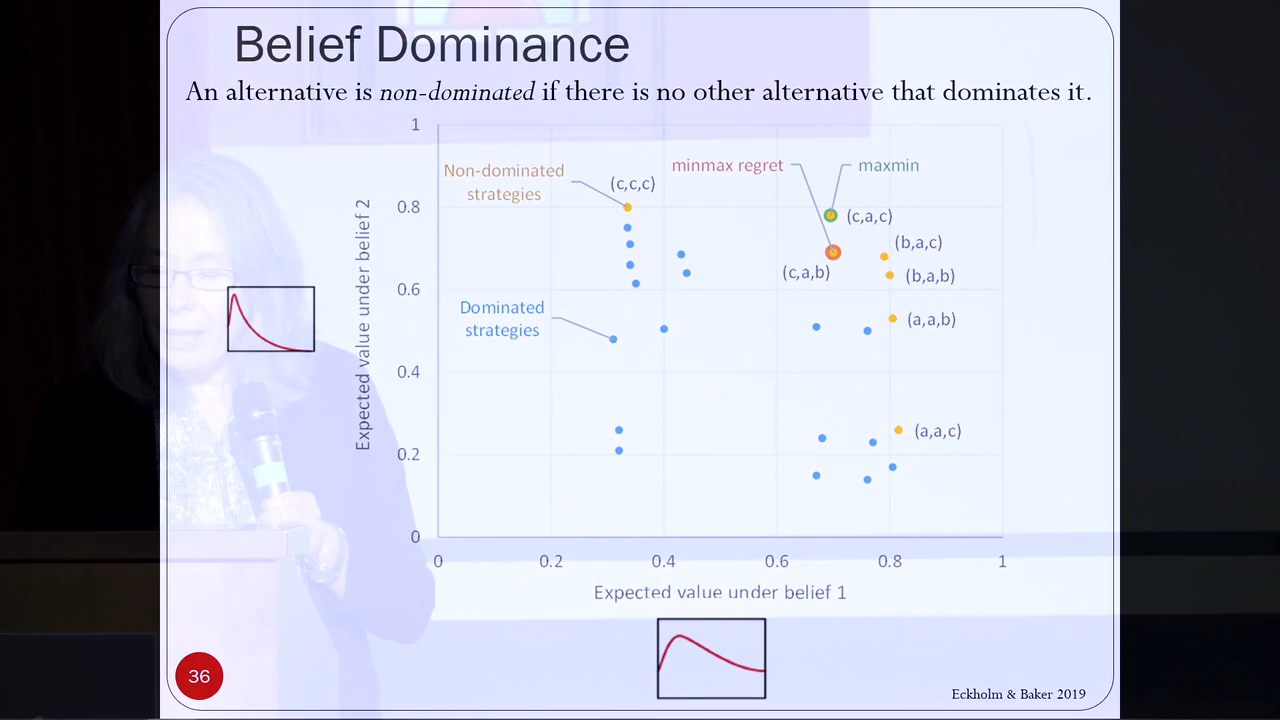 Belief Dominance
An alternative is non-dominated if there is no other alternative that dominates it.
1
0.8
0.6
0.4
0.2
0
0
0.2
0.4
0.6
0.8
1
Expected value under belief 2
Expected value under belief 1
Non-dominated
strategies
(c,c,c)
minmax regret
maxmin
(c,a,c)
(b,a,c)
(c,a,b)
(b,a,b)
Dominated
strategies
(a,a,b)
(a,a,c)
36
Eckholm & Baker 2019